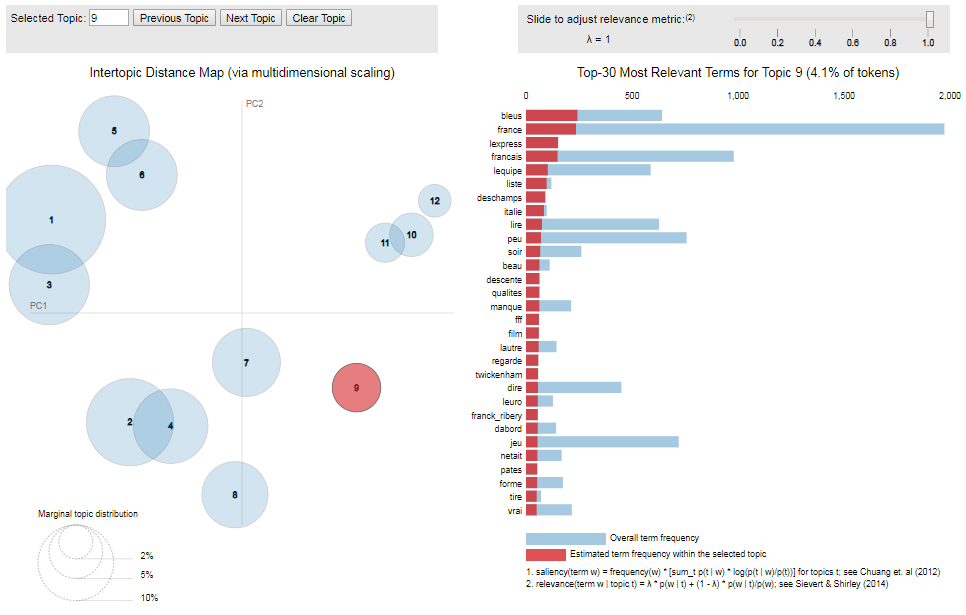 Selected Topic: 9 Previous Topic Next Topic Clear Topic
Slide to adjust relevance metric:(2)
λ = 1
0.0 0.2 0.4 0.6 0.8 1.0
Intertopic Distance Map (via multidimensional scaling)
PC2
PC1
5
6
1
3
12
11
10
7
9
2
4
8
Marginal topic distribution
2%
5%
10%
Top-30 Most Relevant Terms for Topic 9 (4.1% of tokens)
0 500 1,000 1,500 2,000
bleus
france
lexpress
francais
lequipe
liste
deschamps
italie
lire
peu
soir
beau
descente
qualites
manque
fff
film
lautre
regarde
twickenham
dire
leuro
franck_ribery
dabord
jeu
netait
pates
forme
tire
vrai
Overall term frequency
Estimated term frequency within the selected topic
1. saliency(term w) = frequency(w) * [sum_t p(t | w) * log(p(t | w)/p(t))] for topics t; see Chuang et. al (2012)
2. relevance(term w | topic t) = λ * p(w | t) + (1 - λ) * p(w | t)/p(w); see Sievert & Shirley (2014)